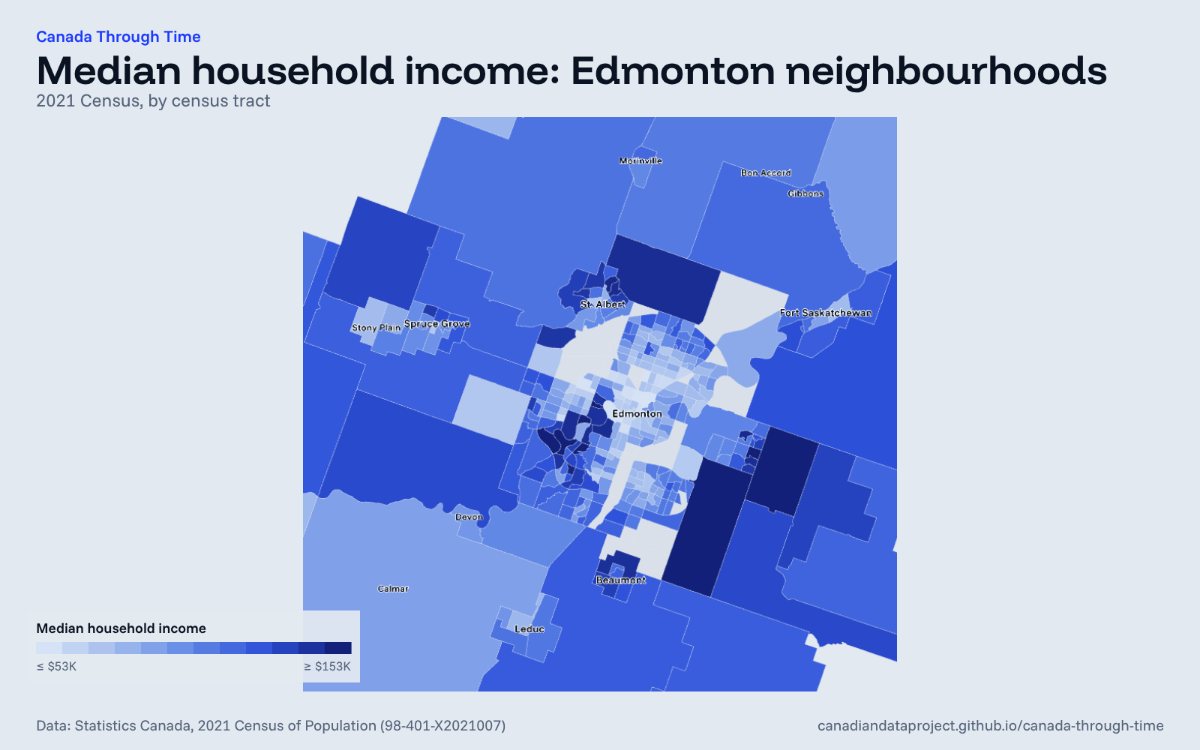 Canada Through Time
Median household income: Edmonton neighbourhoods
2021 Census, by census tract
Morinville
Bon Accord
Gibbons
St. Albert
Fort Saskatchewan
Stony Plain
Spruce Grove
Edmonton
Devon
Beaumont
Calmar
Leduc
Median household income
≤ $53K
≥ $153K
Data: Statistics Canada, 2021 Census of Population (98-401-X2021007)
canadiandataproject.github.io/canada-through-time